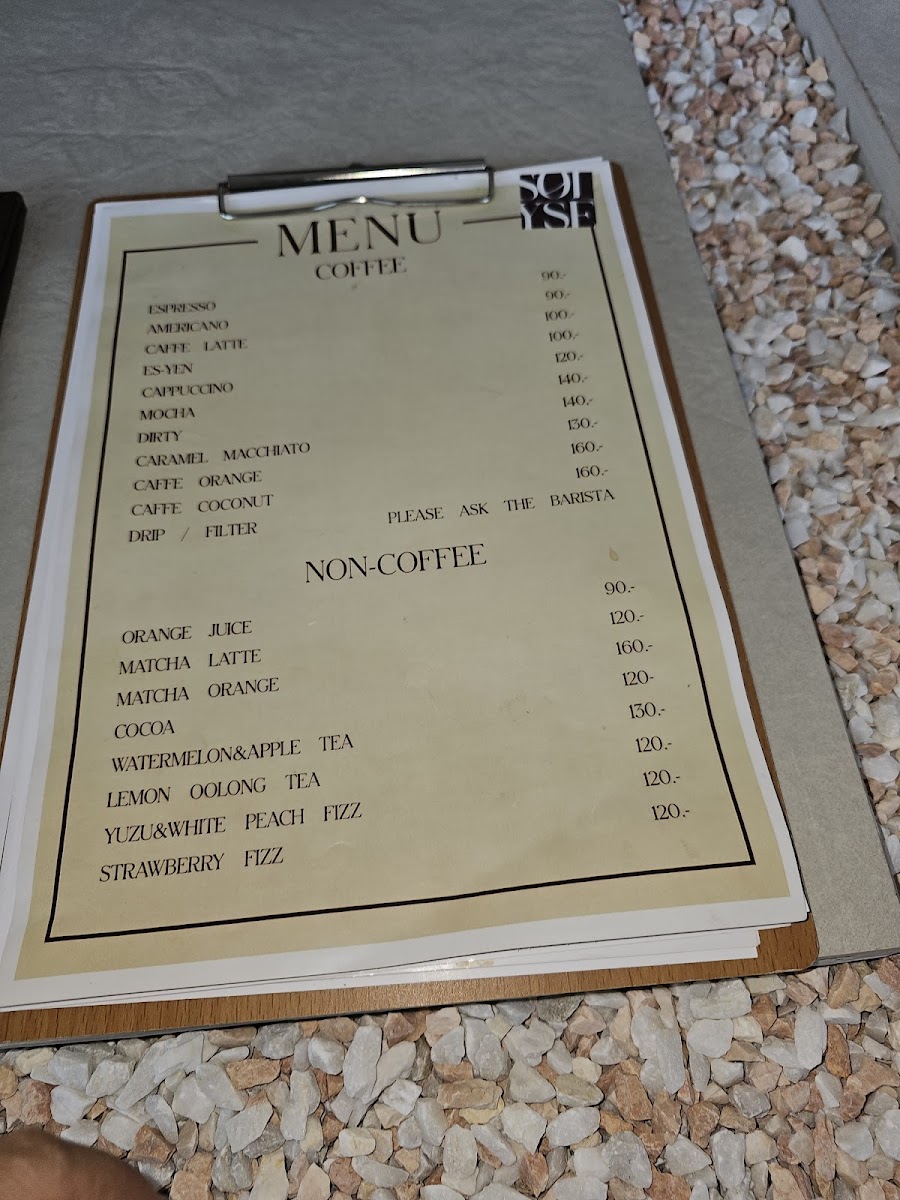 SOL
YSE
MENU
COFFEE
ESPRESSO 90.-
AMERICANO 90.-
CAFFE LATTE 100.-
ES-YEN 100.-
CAPPUCCINO 120.-
MOCHA 140.-
DIRTY 140.-
CARAMEL MACCHIATO 130.-
CAFFE ORANGE 160.-
CAFFE COCONUT 160.-
DRIP / FILTER PLEASE ASK THE BARISTA
NON-COFFEE
ORANGE JUICE 90.-
MATCHA LATTE 120.-
MATCHA ORANGE 160.-
COCOA 120-
WATERMELON&APPLE TEA 130.-
LEMON OOLONG TEA 120.-
YUZU&WHITE PEACH FIZZ 120.-
STRAWBERRY FIZZ 120.-